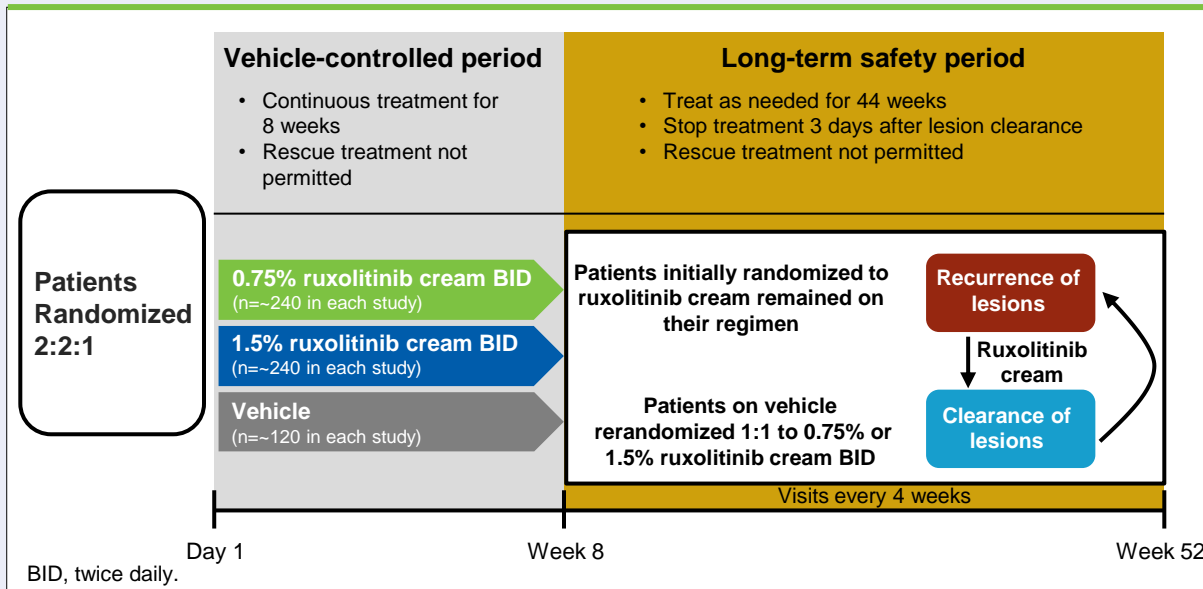 Vehicle-controlled period
• Continuous treatment for
8 weeks
• Rescue treatment not
permitted
Long-term safety period
• Treat as needed for 44 weeks
• Stop treatment 3 days after lesion clearance
• Rescue treatment not permitted
Patients
Randomized
2:2:1
0.75% ruxolitinib cream BID
(n=~240 in each study)
1.5% ruxolitinib cream BID
(n=~240 in each study)
Vehicle
(n=~120 in each study)
Patients initially randomized to
ruxolitinib cream remained on
their regimen
Patients on vehicle
rerandomized 1:1 to 0.75% or
1.5% ruxolitinib cream BID
Recurrence of
lesions
Ruxolitinib
cream
Clearance of
lesions
Visits every 4 weeks
Day 1
Week 8
Week 52
BID, twice daily.